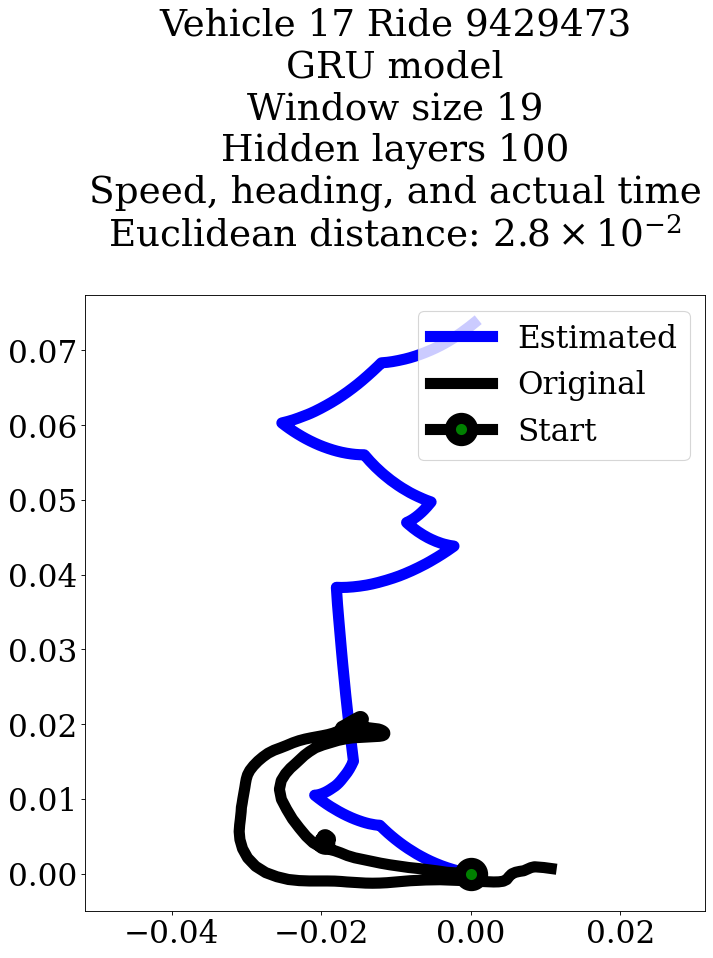 Vehicle 17 Ride 9429473
GRU model
Window size 19
Hidden layers 100
Speed, heading, and actual time
Euclidean distance: 2.8 × 10⁻²
Estimated
Original
Start
0.07
0.06
0.05
0.04
0.03
0.02
0.01
0.00
−0.04 −0.02 0.00 0.02